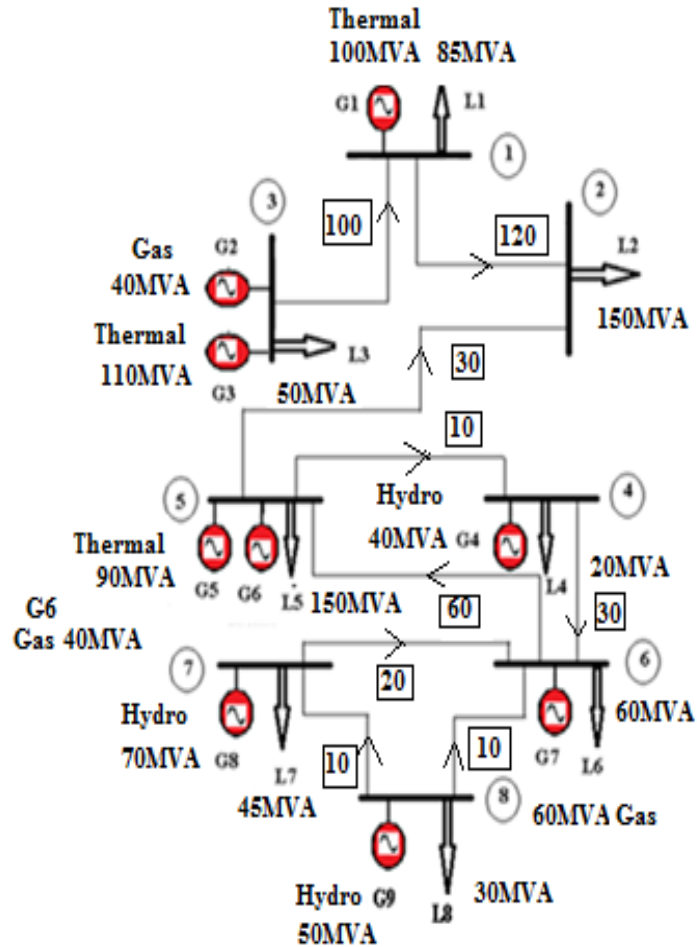 Thermal
100MVA 85MVA
G1 L1
1
3 2
100 120
Gas G2 L2
40MVA
150MVA
Thermal L3
110MVA G3
50MVA 30
10
5 Hydro 4
Thermal 40MVA G4
90MVA G5 G6 L5 L4 20MVA
150MVA 60 30
G6
Gas 40MVA
7 6
20
Hydro 60MVA
70MVA G8 L7 10 10 G7 L6
45MVA 8 60MVA Gas
Hydro G9 L8 30MVA
50MVA